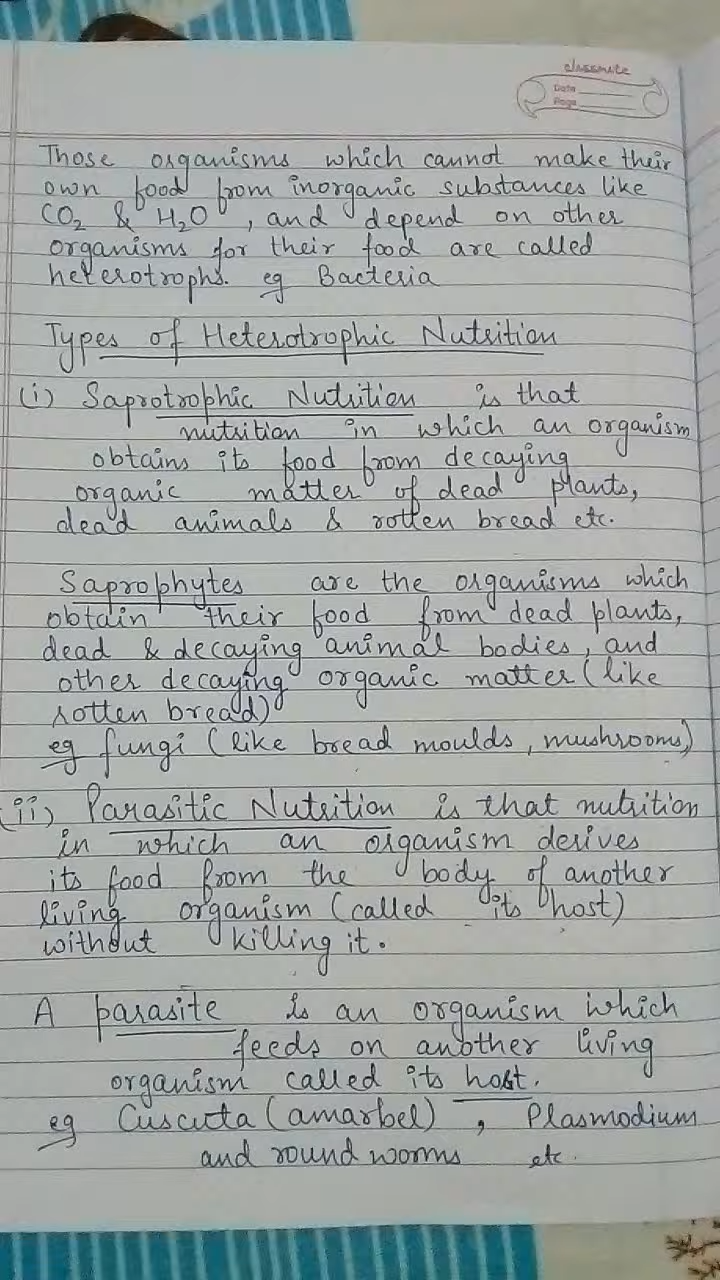 classmate
Date
Page
Those organisms which cannot make their
own food from inorganic substances like
CO₂ & H₂O , and depend on other
organisms for their food are called
heterotrophs. eg Bacteria
Types of Heterotrophic Nutrition
(i) Saprotrophic Nutrition is that
nutrition in which an organism
obtains its food from decaying
organic matter of dead plants,
dead animals & rotten bread etc.
Saprophytes are the organisms which
obtain their food from dead plants,
dead & decaying animal bodies, and
other decaying organic matter (like
rotten bread)
eg fungi (like bread moulds, mushrooms)
(ii) Parasitic Nutrition is that nutrition
in which an organism derives
its food from the body of another
living organism (called its host)
without killing it.
A parasite is an organism which
feeds on another living
organism called its host.
eg Cuscuta (amarbel) , Plasmodium
and round worms etc.